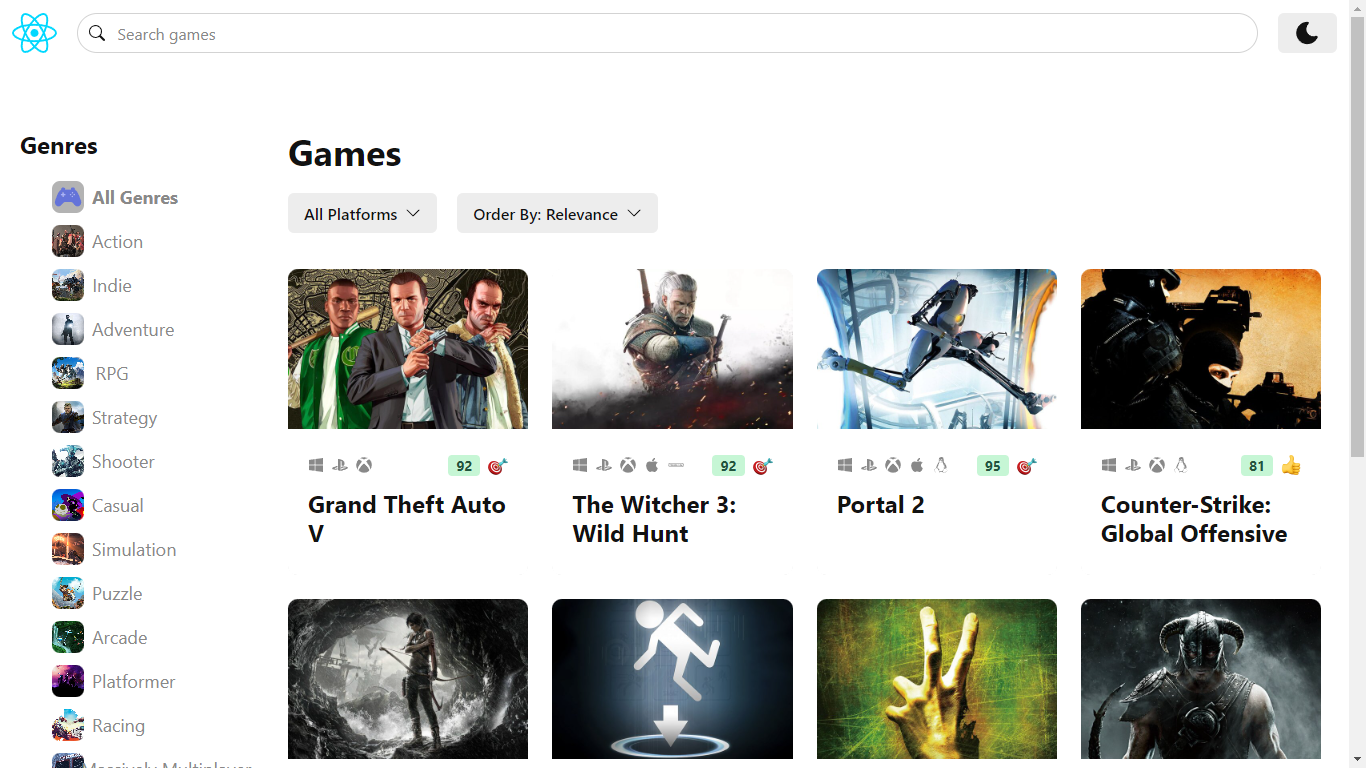 Search games
Genres
All Genres
Action
Indie
Adventure
RPG
Strategy
Shooter
Casual
Simulation
Puzzle
Arcade
Platformer
Racing
Massively Multiplayer
Games
All Platforms
Order By: Relevance
92
Grand Theft Auto
V
92
The Witcher 3:
Wild Hunt
95
Portal 2
81
Counter-Strike:
Global Offensive